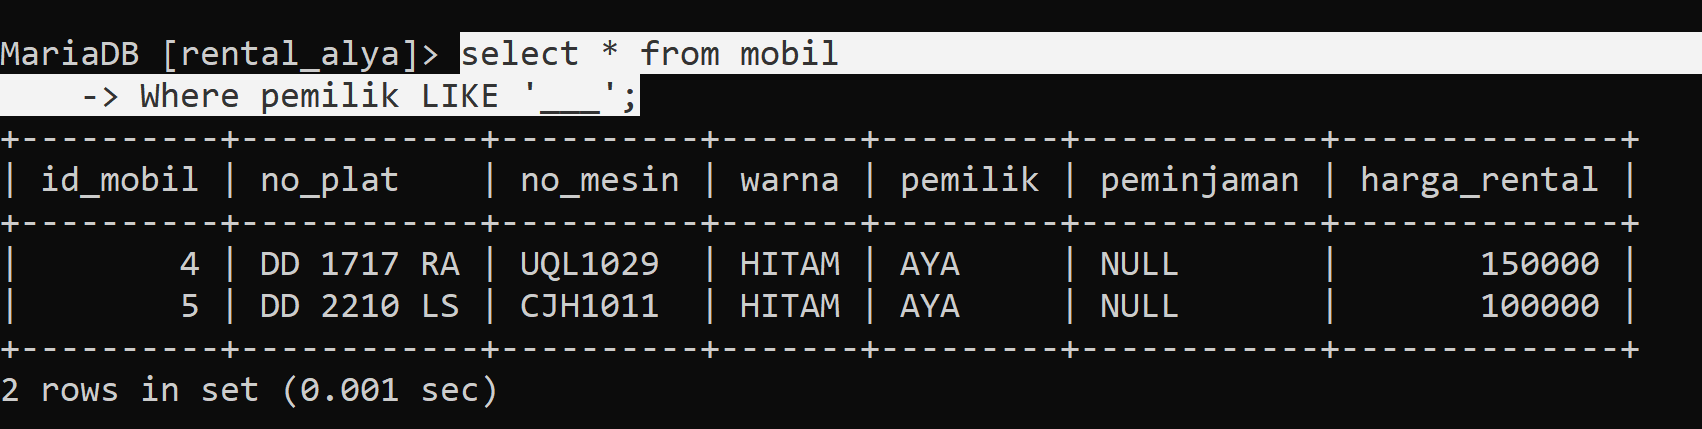 MariaDB [rental_alya]> select * from mobil
    -> Where pemilik LIKE '___';
+----------+------------+----------+-------+---------+------------+--------------+
| id_mobil | no_plat    | no_mesin | warna | pemilik | peminjaman | harga_rental |
+----------+------------+----------+-------+---------+------------+--------------+
|        4 | DD 1717 RA | UQL1029  | HITAM | AYA     | NULL       |       150000 |
|        5 | DD 2210 LS | CJH1011  | HITAM | AYA     | NULL       |       100000 |
+----------+------------+----------+-------+---------+------------+--------------+
2 rows in set (0.001 sec)